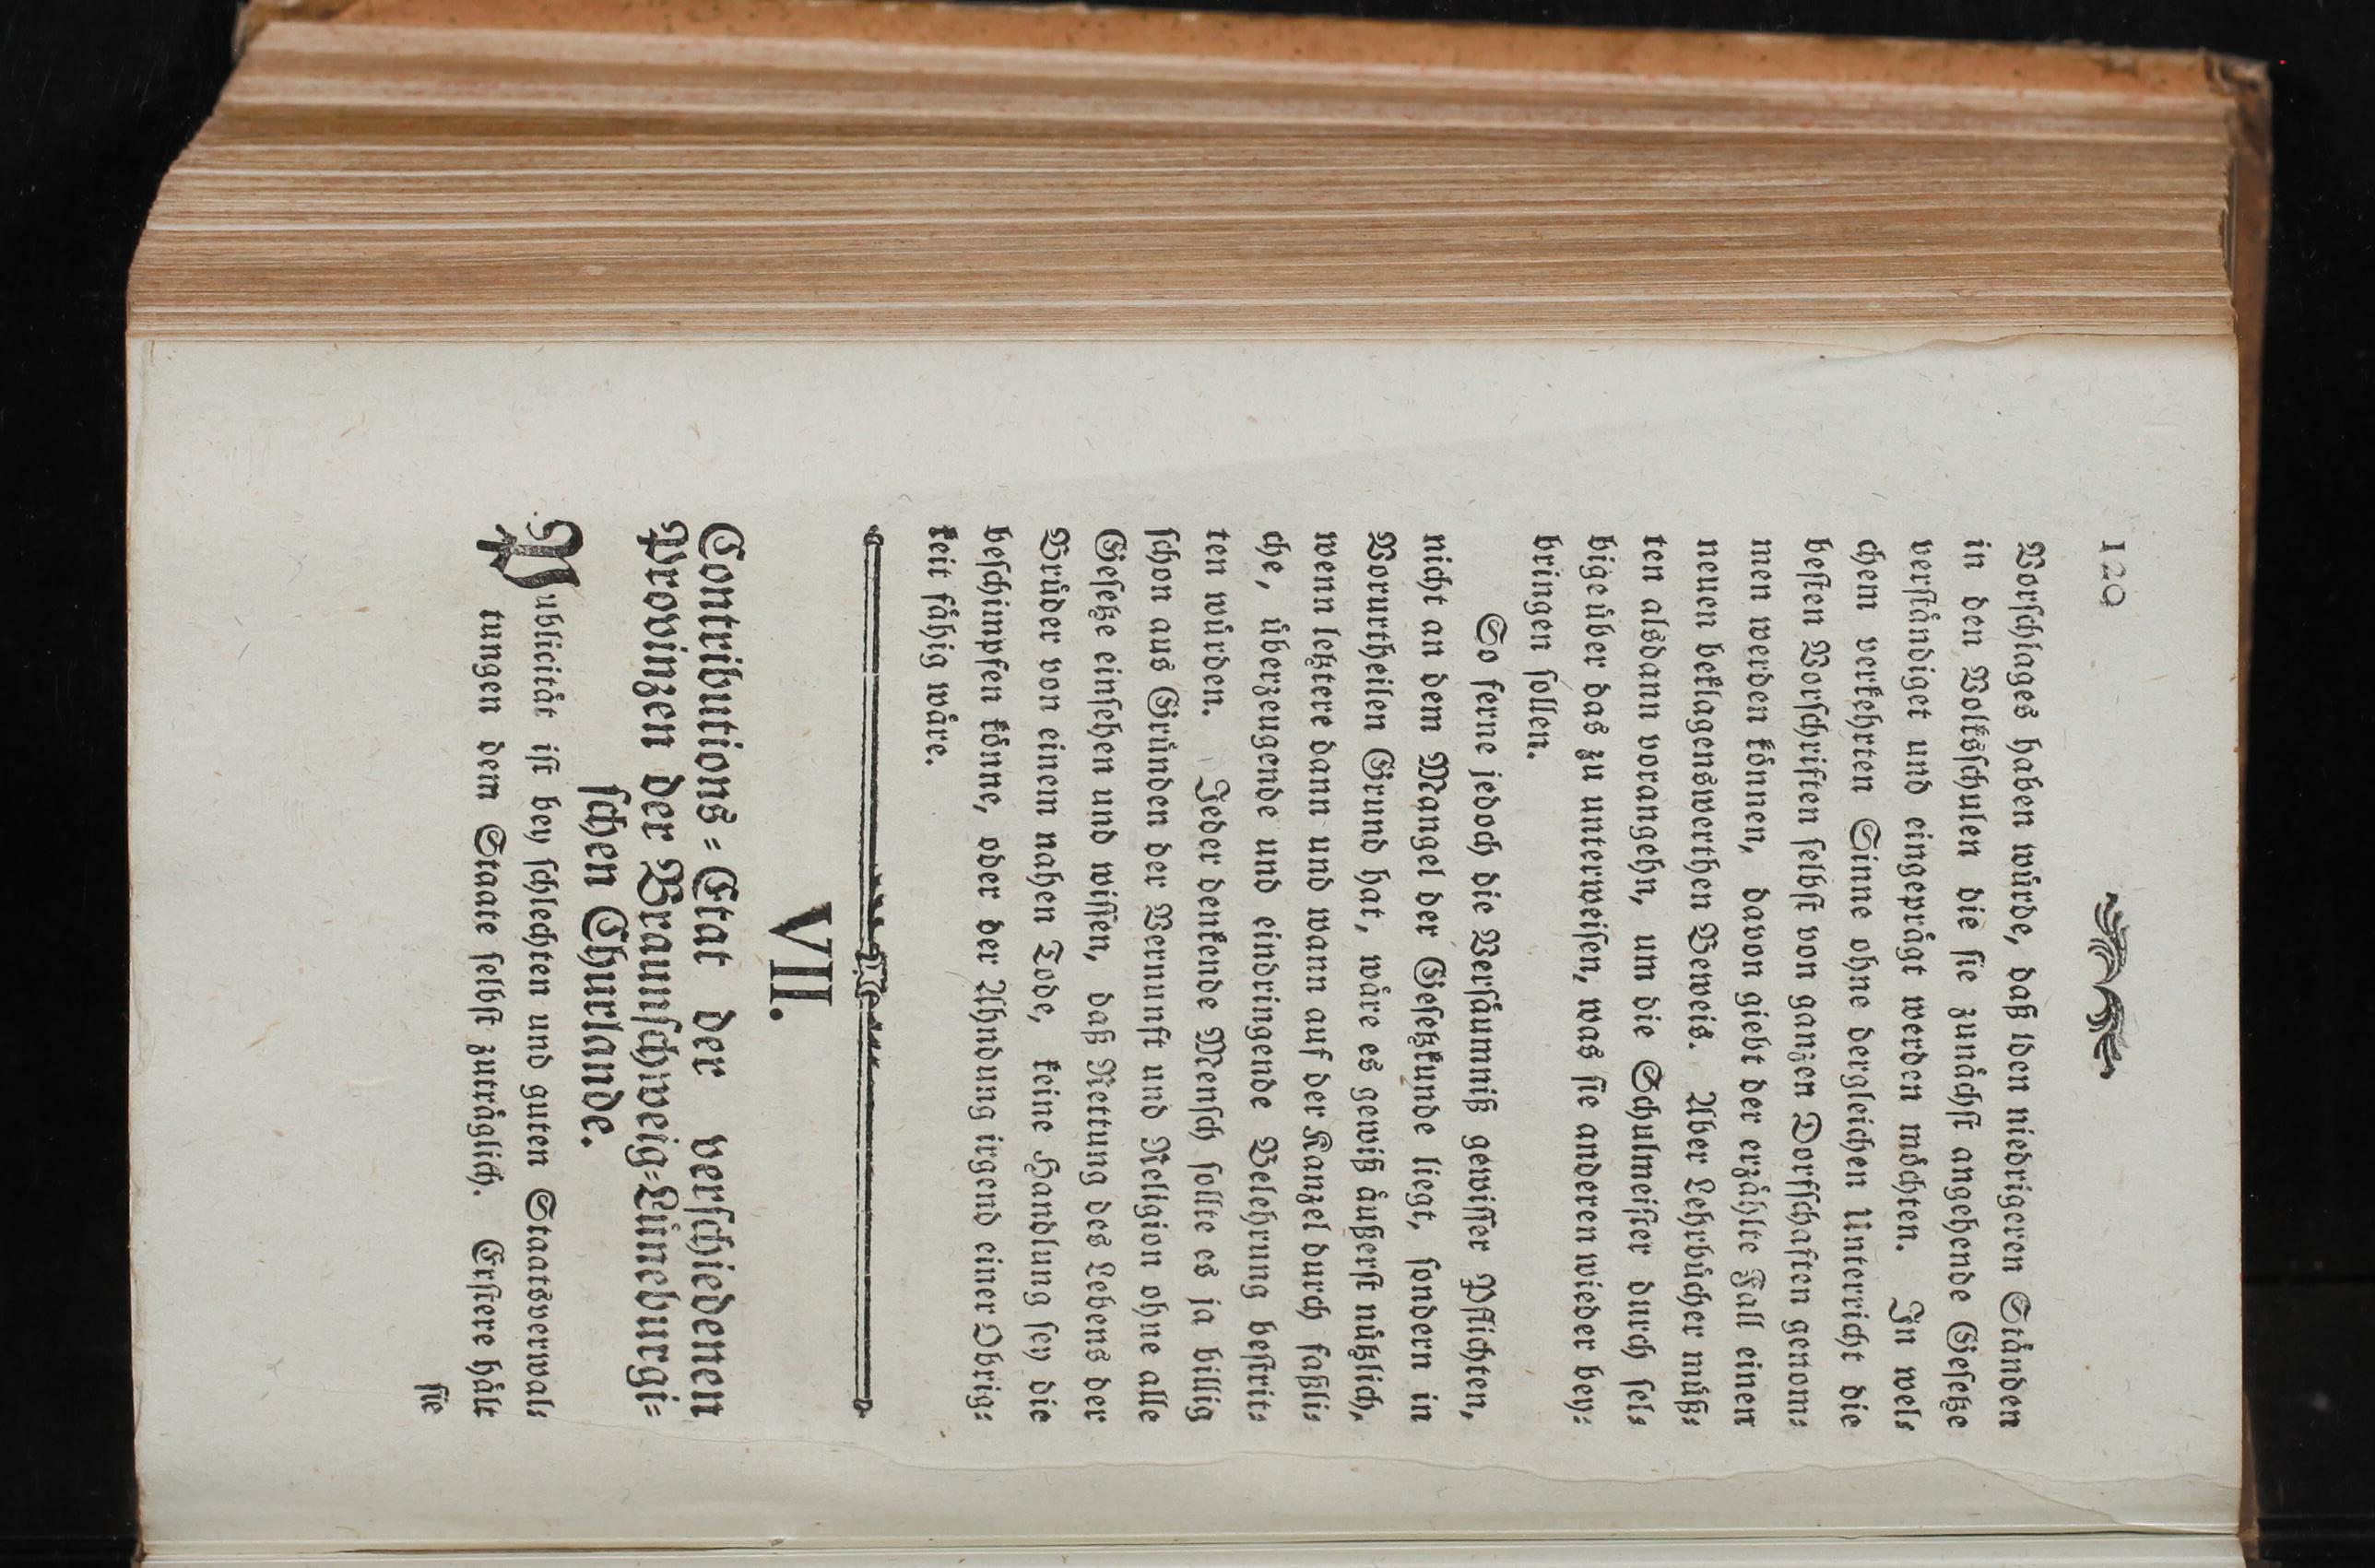 120
Vorschlages haben würde, daß den niedrigeren Ständen
in den Volksschulen die sie zunächst angehende Gesetze
verständiget und eingeprägt werden möchten. In wel-
chem verkehrten Sinne ohne dergleichen Unterricht die
besten Vorschriften selbst von ganzen Dorfschaften genom-
men werden können, davon giebt der erzählte Fall einen
neuen beklagenswerthen Beweis. Aber Lehrbücher müß-
ten alsdann vorangehn, um die Schulmeister durch sel-
bige über das zu unterweisen, was sie anderen wieder bey-
bringen sollen.
So ferne jedoch die Versäumniß gewisser Pflichten,
nicht an dem Mangel der Gesetzkunde liegt, sondern in
Vorurtheilen Grund hat, wäre es gewiß äußerst nützlich,
wenn letztere dann und wann auf der Kanzel durch faßli-
che, überzeugende und eindringende Belehrung bestrit-
ten würden. Jeder denkende Mensch sollte es ja billig
schon aus Gründen der Vernunft und Religion ohne alle
Gesetze einsehen und wissen, daß Rettung des Lebens der
Brüder von einem nahen Tode, keine Handlung sey die
beschimpfen könne, oder der Ahndung irgend einer Obrig-
keit fähig wäre.
VII.
Contributions-Etat der verschiedenen
Provinzen der Braunschweig-Lüneburgi-
schen Churlande.
Publicität ist bey schlechten und guten Staatsverwal-
tungen dem Staate selbst zuträglich. Erstere hält
sie